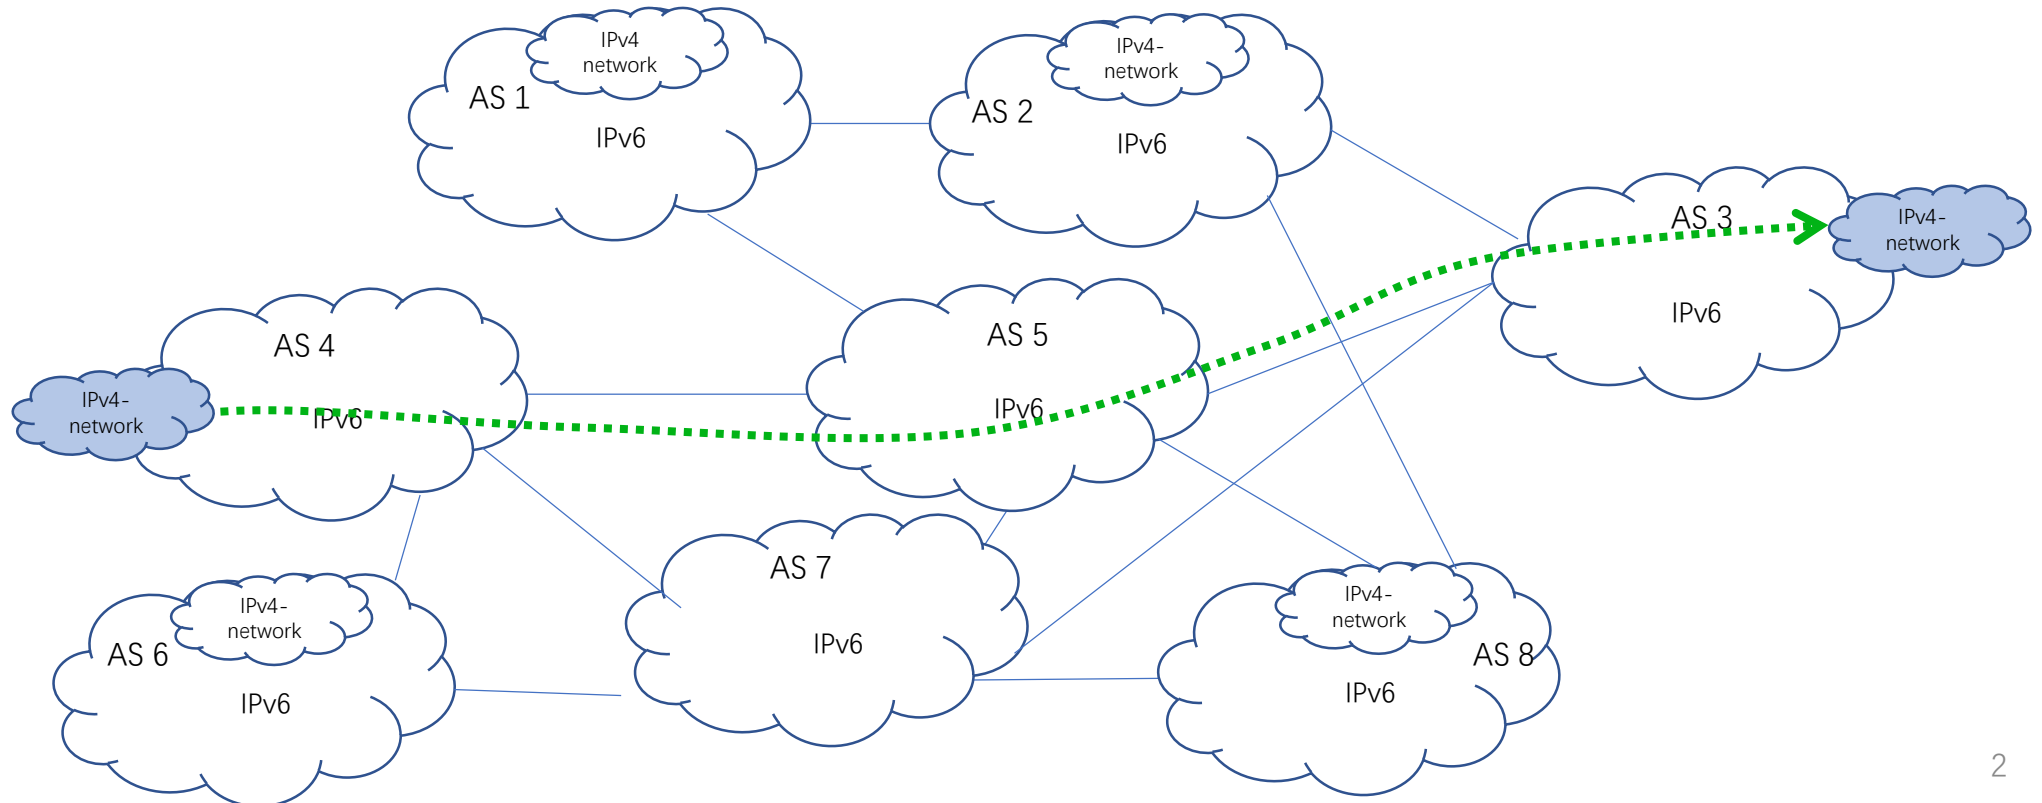 IPv4
network
AS 1
IPv6
IPv4-
network
AS 2
IPv6
IPv4-
network
AS 3
IPv6
AS 4
IPv4-
network
IPv6
AS 5
IPv6
AS 7
IPv6
IPv4-
network
AS 6
IPv6
IPv4-
network
AS 8
IPv6
2